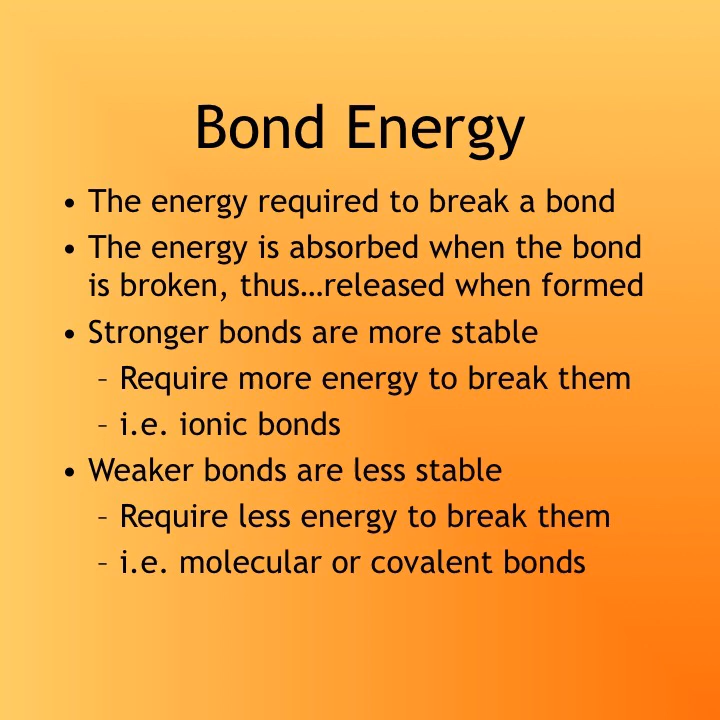 Bond Energy
• The energy required to break a bond
• The energy is absorbed when the bond
is broken, thus…released when formed
• Stronger bonds are more stable
– Require more energy to break them
– i.e. ionic bonds
• Weaker bonds are less stable
– Require less energy to break them
– i.e. molecular or covalent bonds